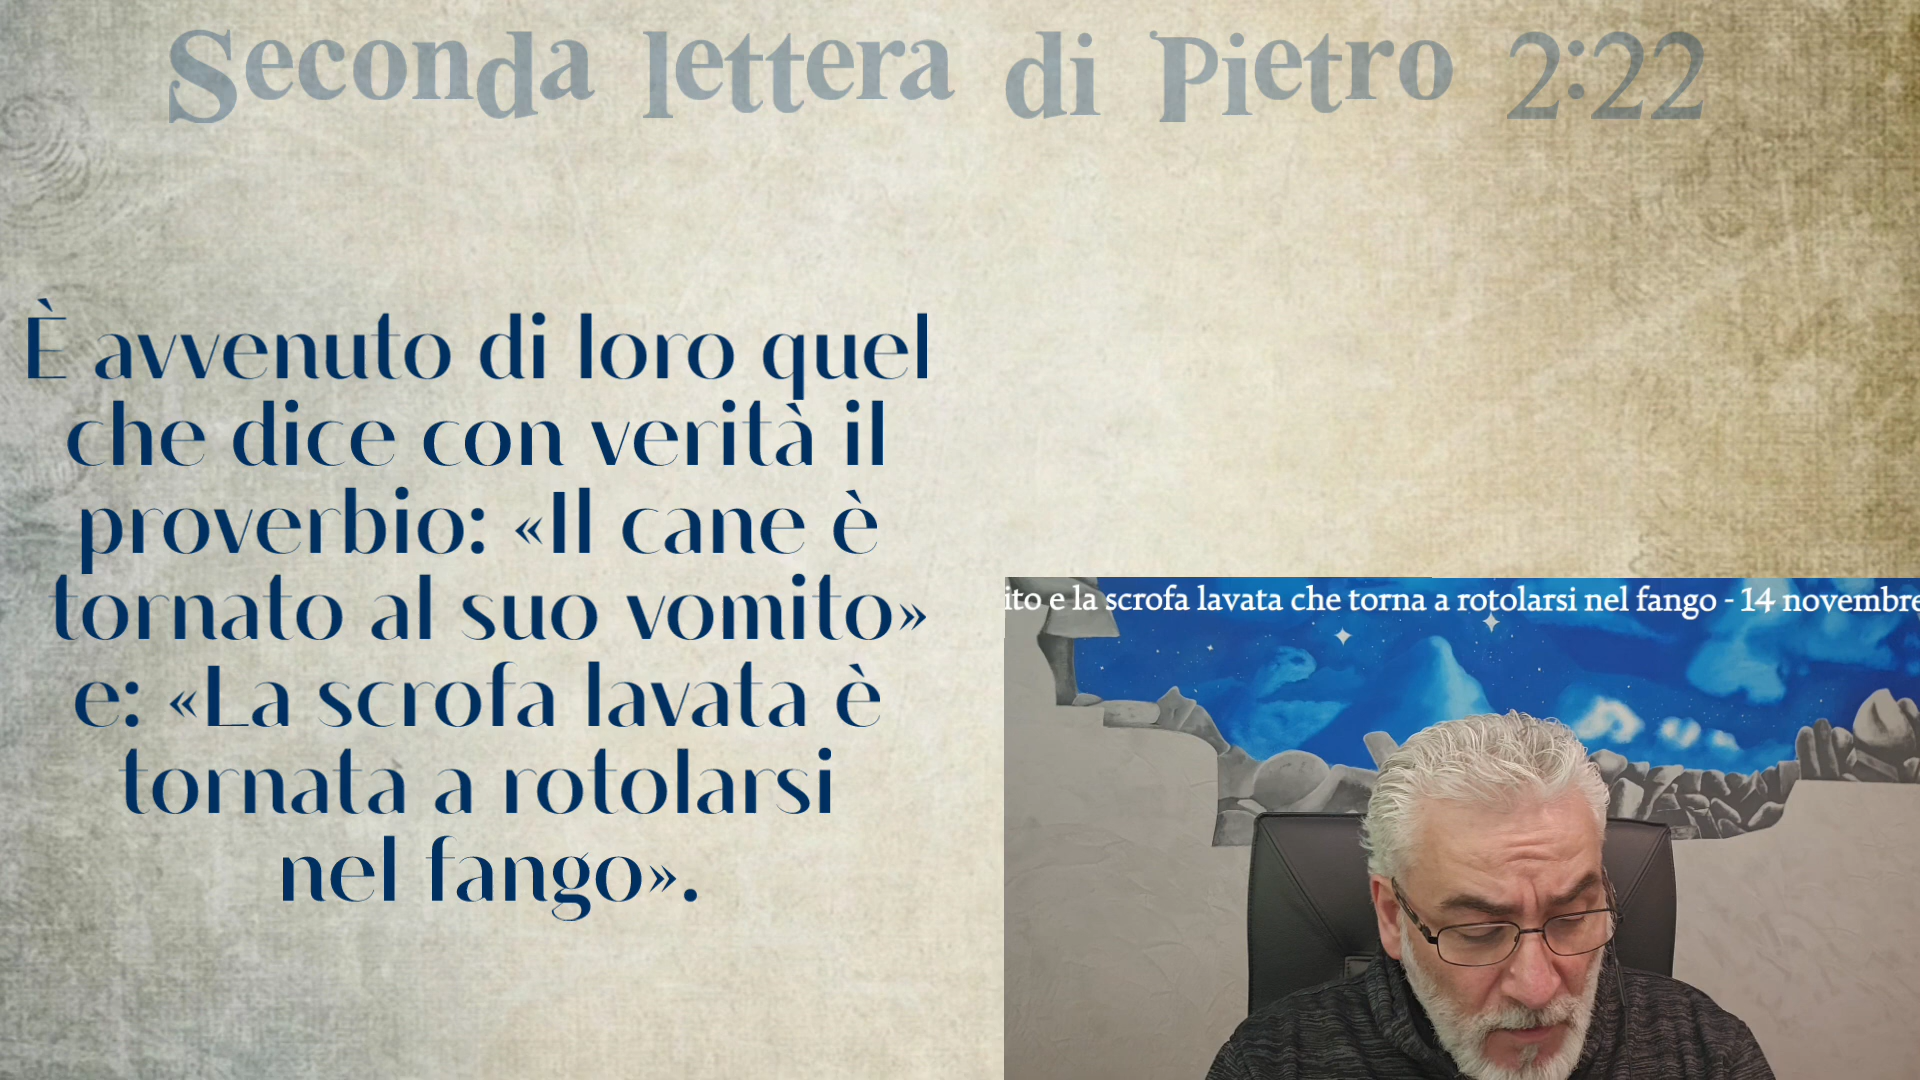 Seconda lettera di Pietro 2:22
È avvenuto di loro quel
che dice con verità il
proverbio: «Il cane è
tornato al suo vomito»
e: «La scrofa lavata è
tornata a rotolarsi
nel fango».
ito e la scrofa lavata che torna a rotolarsi nel fango - 14 novembre